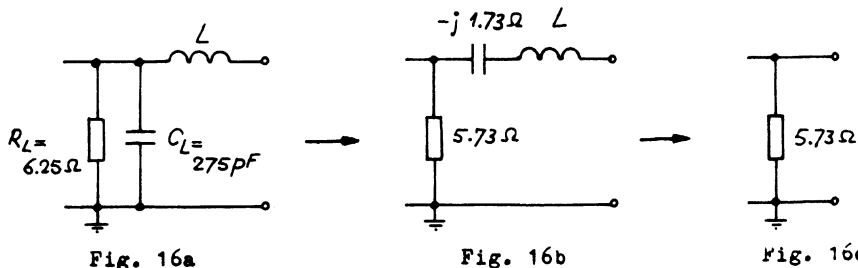 -j 1.73Ω L
L
R_L=
6.25Ω
C_L=
275pF
5.73Ω
5.73Ω
Fig. 16a
Fig. 16b
Fig. 16c